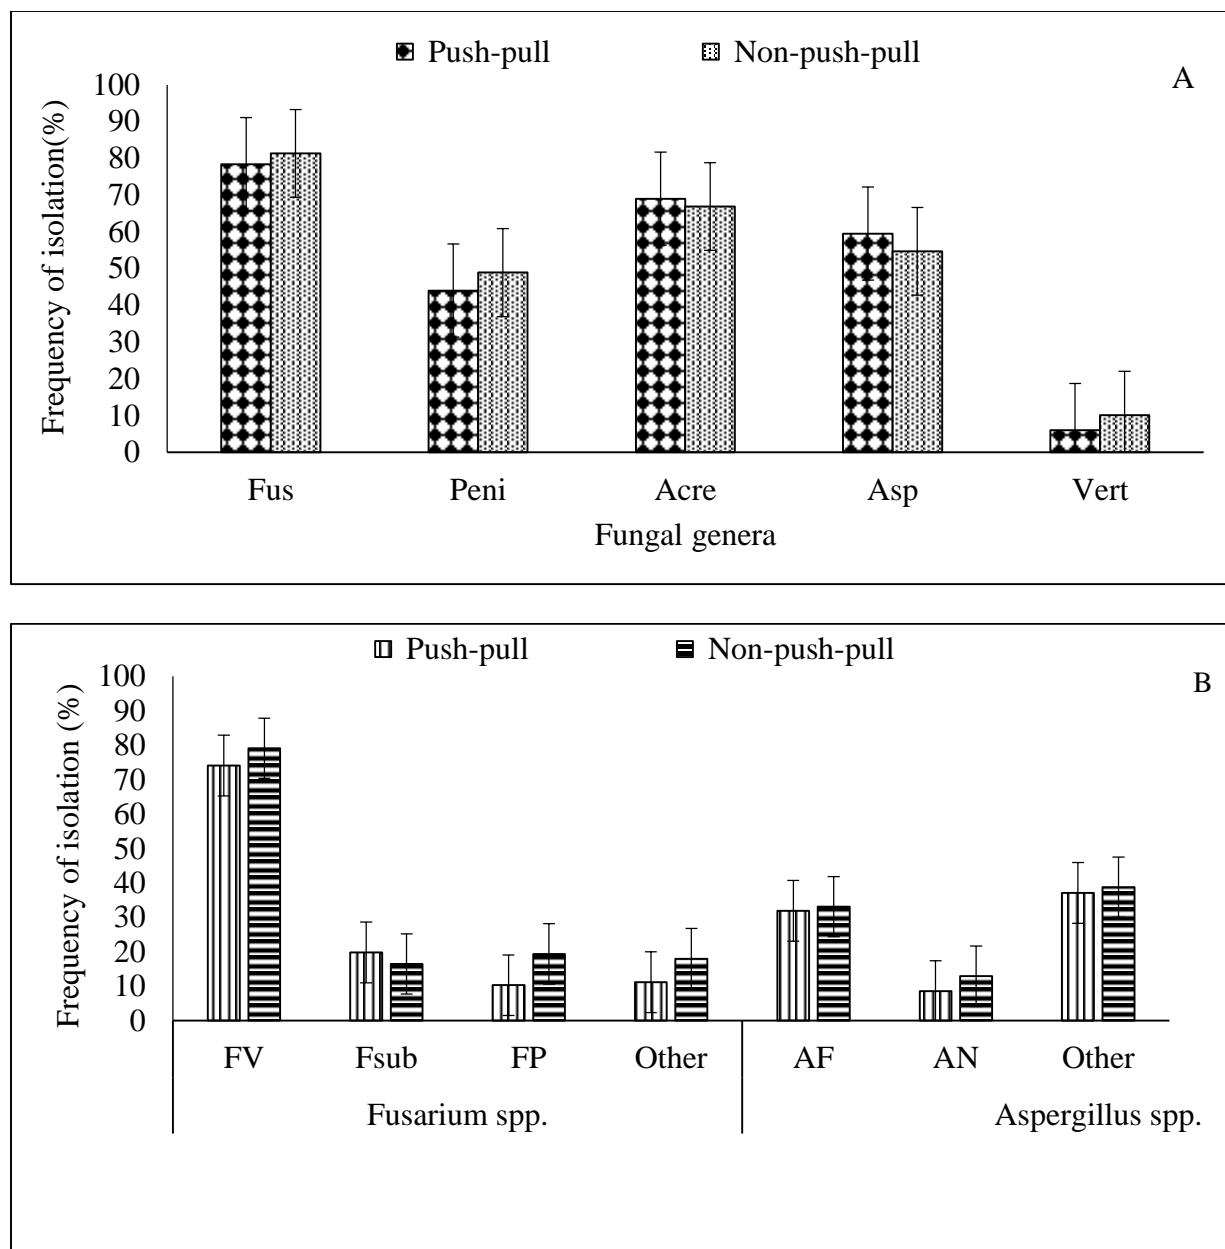 Push-pull Non-push-pull
A
Frequency of isolation(%)
100
90
80
70
60
50
40
30
20
10
0
Fus Peni Acre Asp Vert
Fungal genera
Push-pull Non-push-pull
B
Frequency of isolation (%)
100
90
80
70
60
50
40
30
20
10
0
FV Fsub FP Other AF AN Other
Fusarium spp. Aspergillus spp.